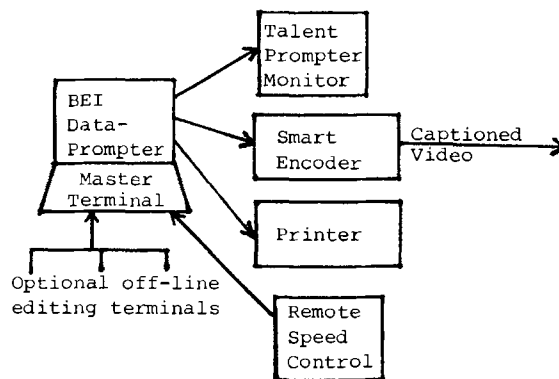 Talent
Prompter
Monitor
BEI
Data-
Prompter
Master
Terminal
Smart
Encoder
Captioned
Video
Printer
Optional off-line
editing terminals
Remote
Speed
Control